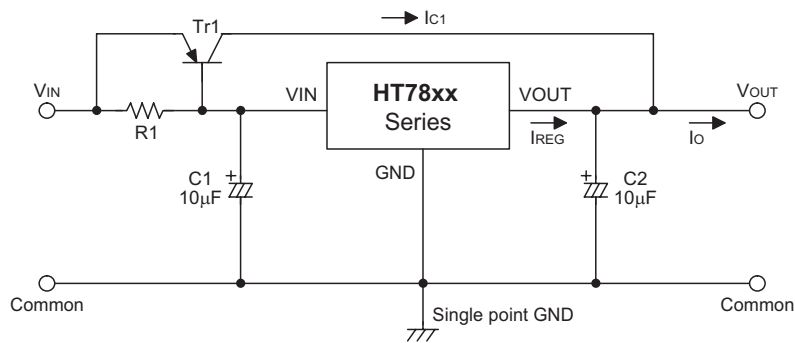 Tr1
IC1
VIN
R1
VIN
HT78xx
Series
VOUT
IREG
VOUT
IO
GND
C1
10μF
+
C2
10μF
+
Common
Common
Single point GND